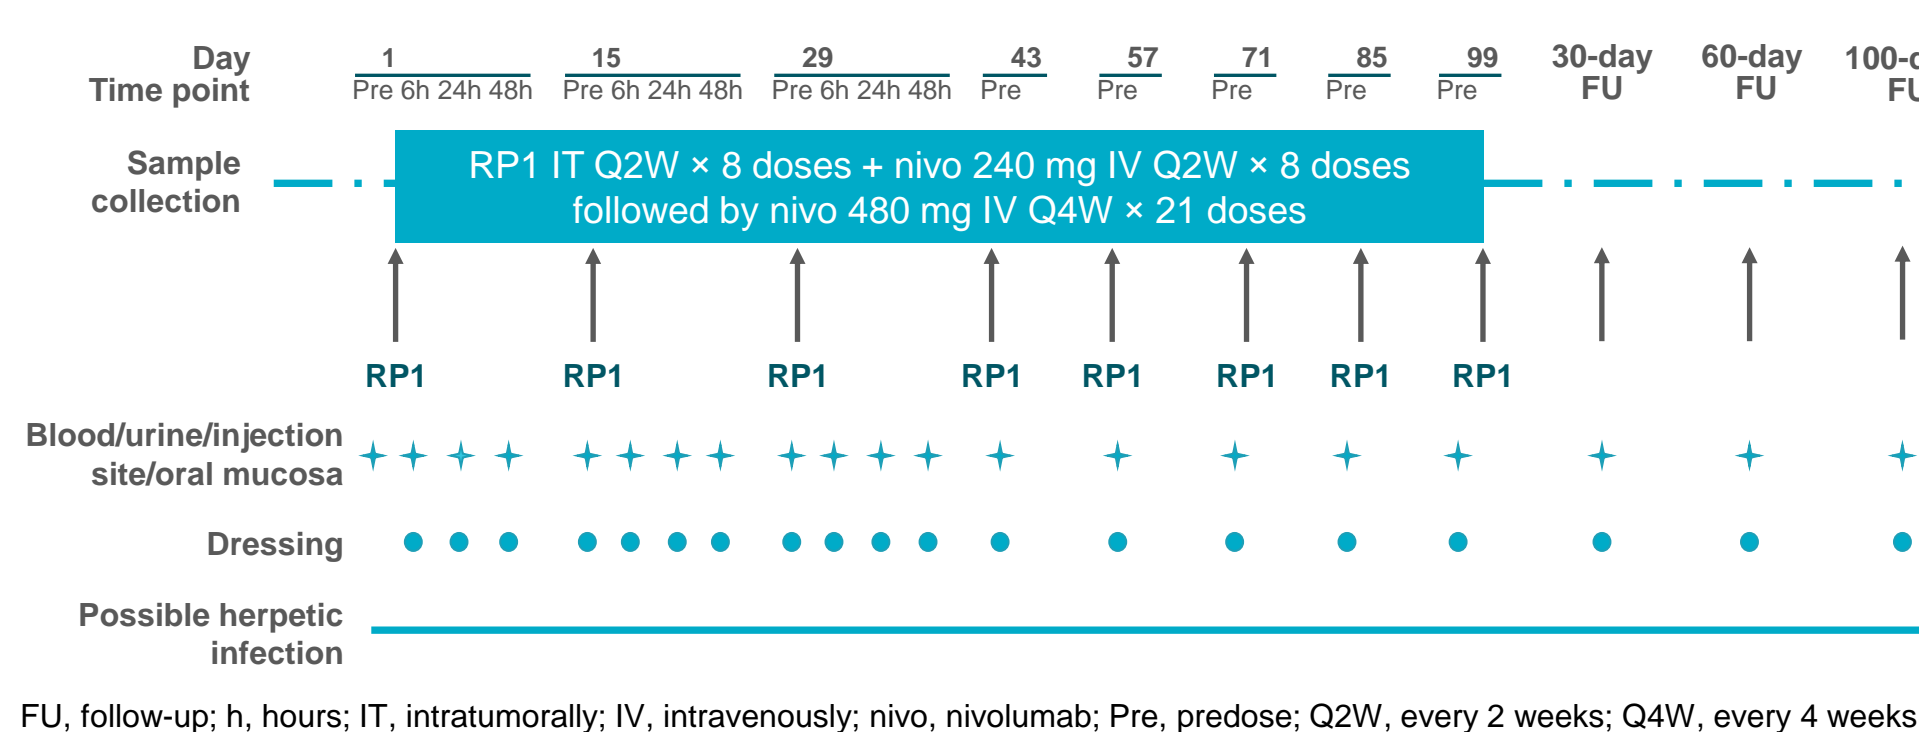 Day 1 15 29 43 57 71 85 99 30-day 60-day
Time point Pre 6h 24h 48h Pre 6h 24h 48h Pre 6h 24h 48h Pre Pre Pre Pre Pre FU FU
Sample
collection
RP1 IT Q2W × 8 doses + nivo 240 mg IV Q2W × 8 doses
followed by nivo 480 mg IV Q4W × 21 doses
RP1 RP1 RP1 RP1 RP1 RP1 RP1 RP1
Blood/urine/injection
site/oral mucosa
Dressing
Possible herpetic
infection
FU, follow-up; h, hours; IT, intratumorally; IV, intravenously; nivo, nivolumab; Pre, predose; Q2W, every 2 weeks; Q4W, every 4 weeks